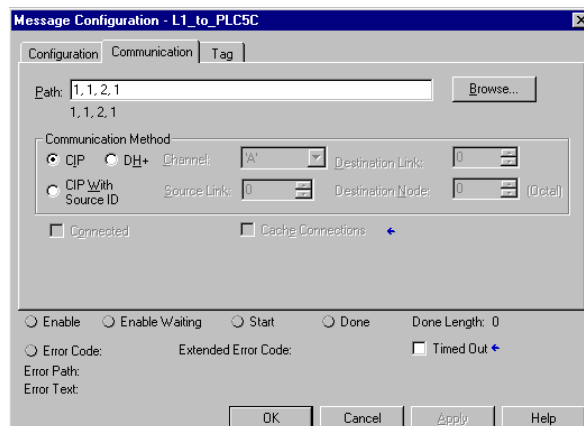 Message Configuration - L1_to_PLC5C
Configuration Communication Tag
Path: 1, 1, 2, 1 Browse...
1, 1, 2, 1
Communication Method
CIP DH+ Channel: 'A' Destination Link: 0
CIP With Source ID Source Link: 0 Destination Node: 0 (Octal)
Connected Cache Connections
Enable Enable Waiting Start Done Done Length: 0
Error Code: Extended Error Code: Timed Out
Error Path:
Error Text:
OK Cancel Apply Help